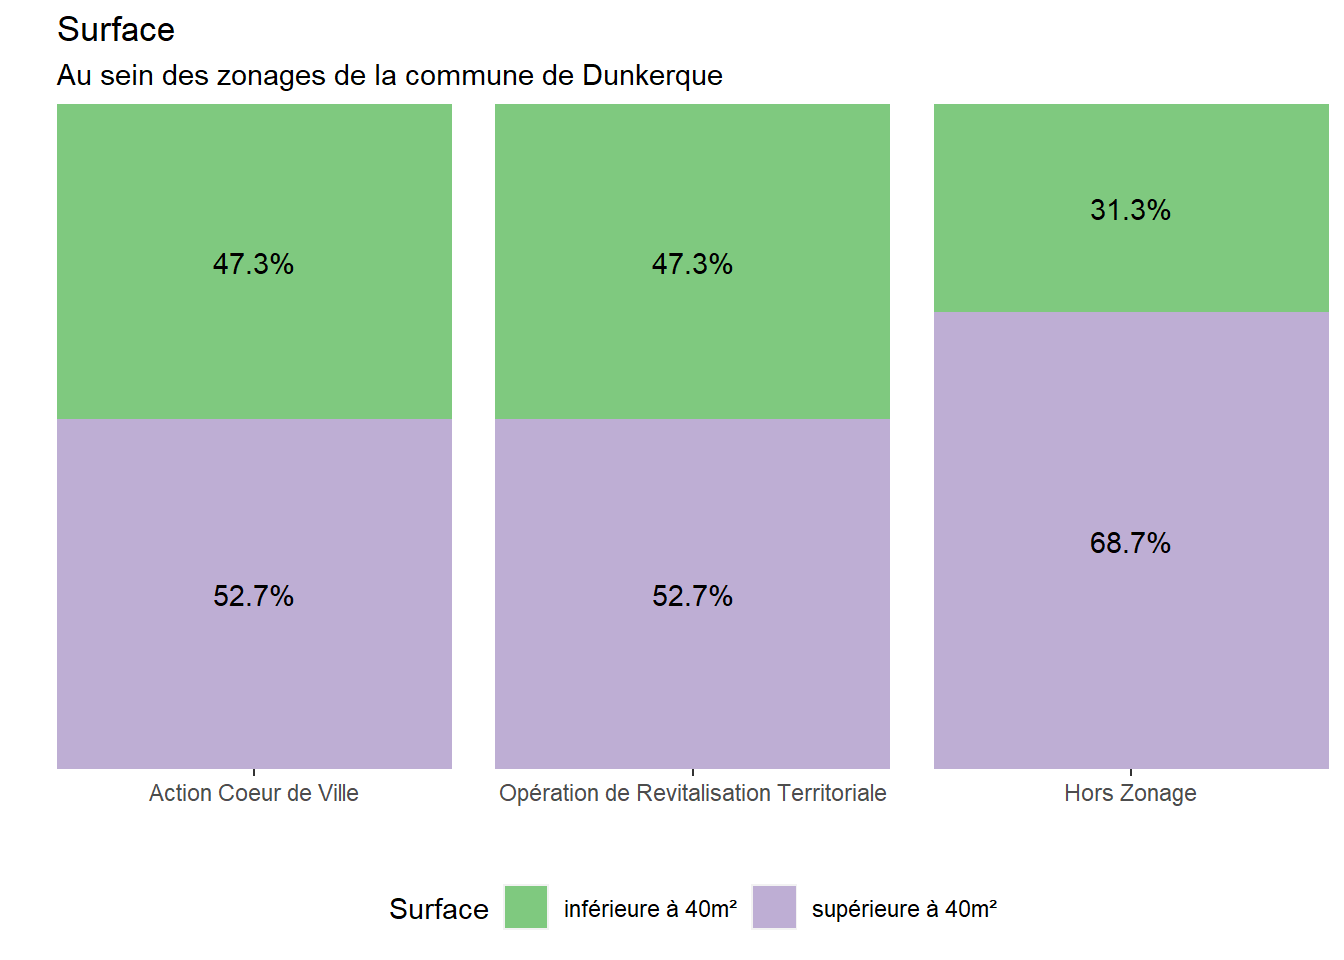 Surface
Au sein des zonages de la commune de Dunkerque
47.3%
47.3%
31.3%
52.7%
52.7%
68.7%
Action Coeur de Ville
Opération de Revitalisation Territoriale
Hors Zonage
Surface
inférieure à 40m²
supérieure à 40m²